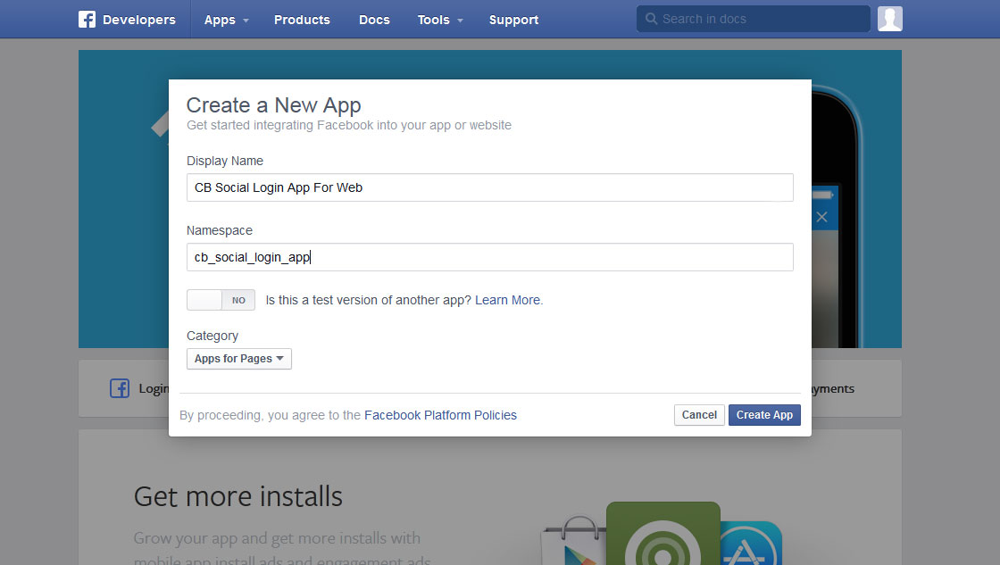 Developers Apps Products Docs Tools Support Search in docs
Create a New App
Get started integrating Facebook into your app or website
Display Name
CB Social Login App For Web
Namespace
cb_social_login_app
NO Is this a test version of another app? Learn More.
Category
Apps for Pages
Login
yments
By proceeding, you agree to the Facebook Platform Policies Cancel Create App
Get more installs
Grow your app and get more installs with
mobile app install ads and engagement ads